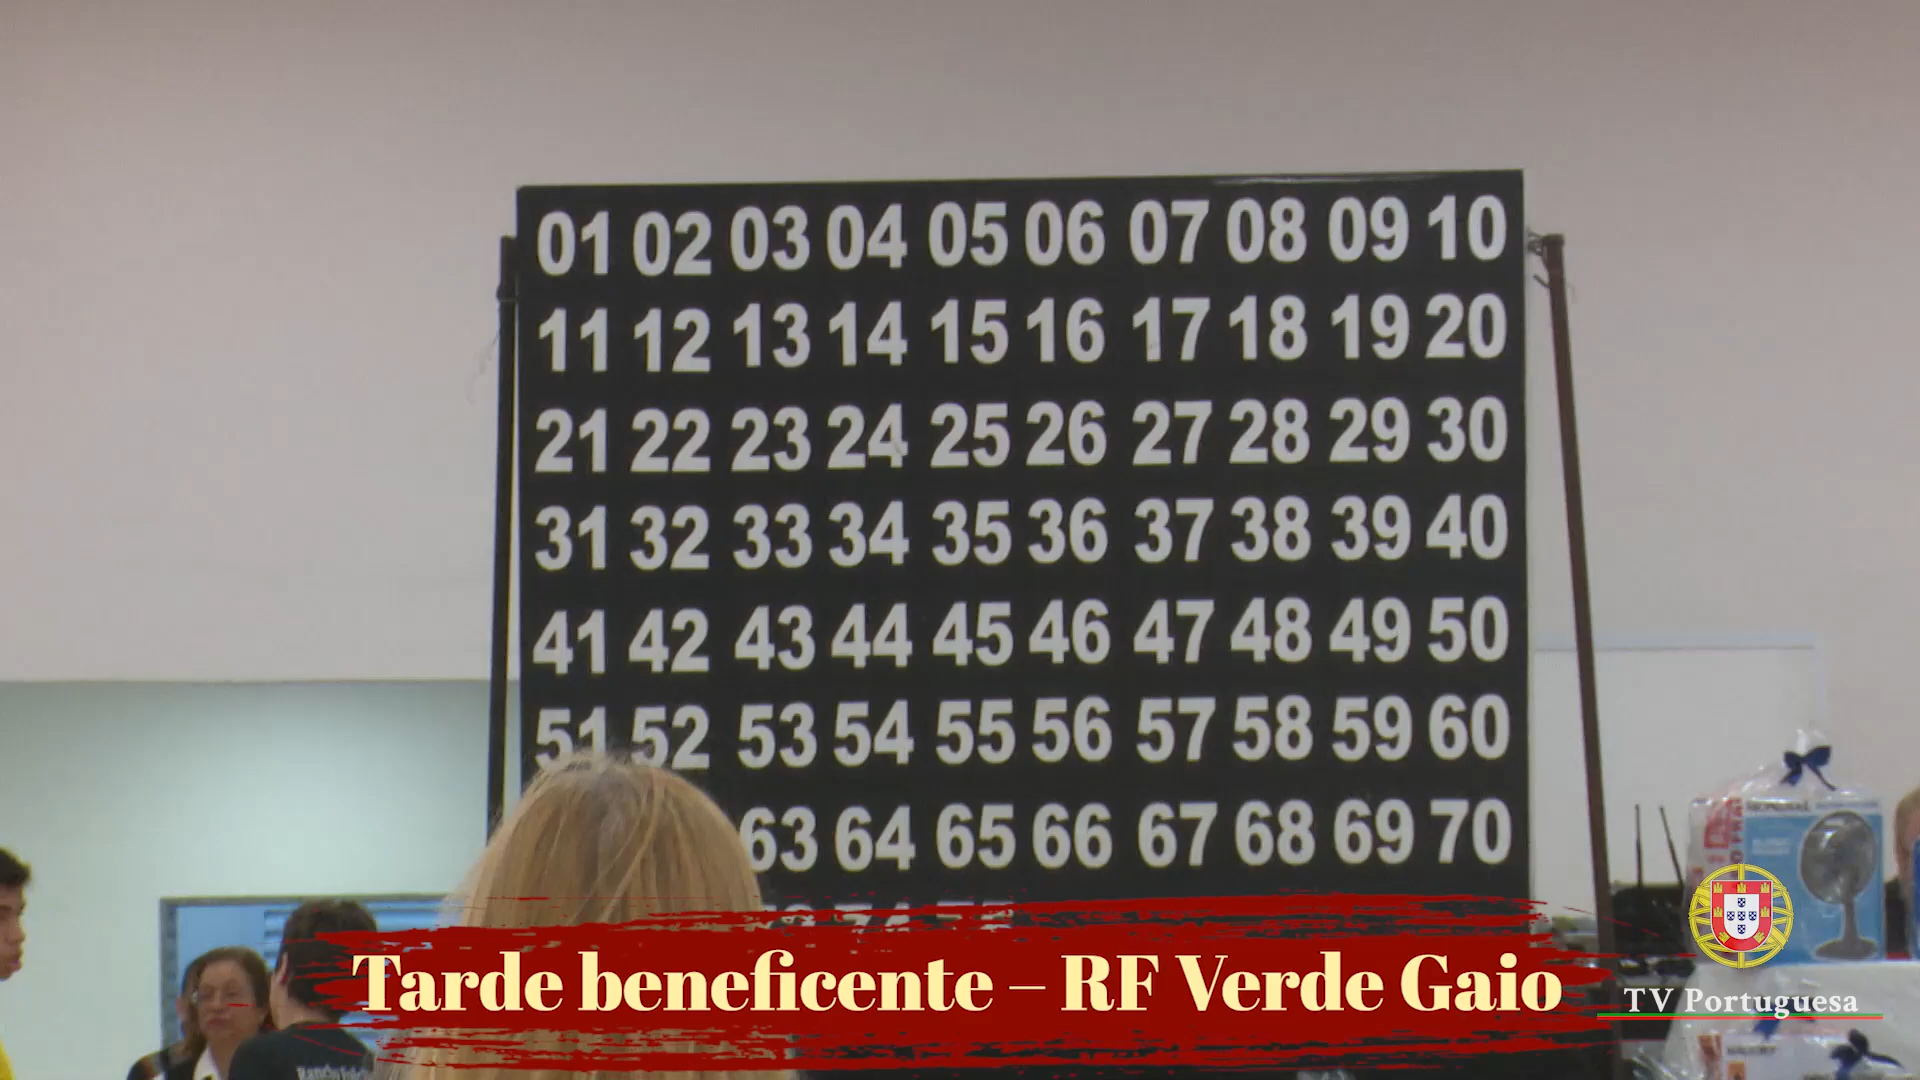 01 02 03 04 05 06 07 08 09 10
11 12 13 14 15 16 17 18 19 20
21 22 23 24 25 26 27 28 29 30
31 32 33 34 35 36 37 38 39 40
41 42 43 44 45 46 47 48 49 50
51 52 53 54 55 56 57 58 59 60
63 64 65 66 67 68 69 70
Tarde beneficente – RF Verde Gaio
TV Portuguesa